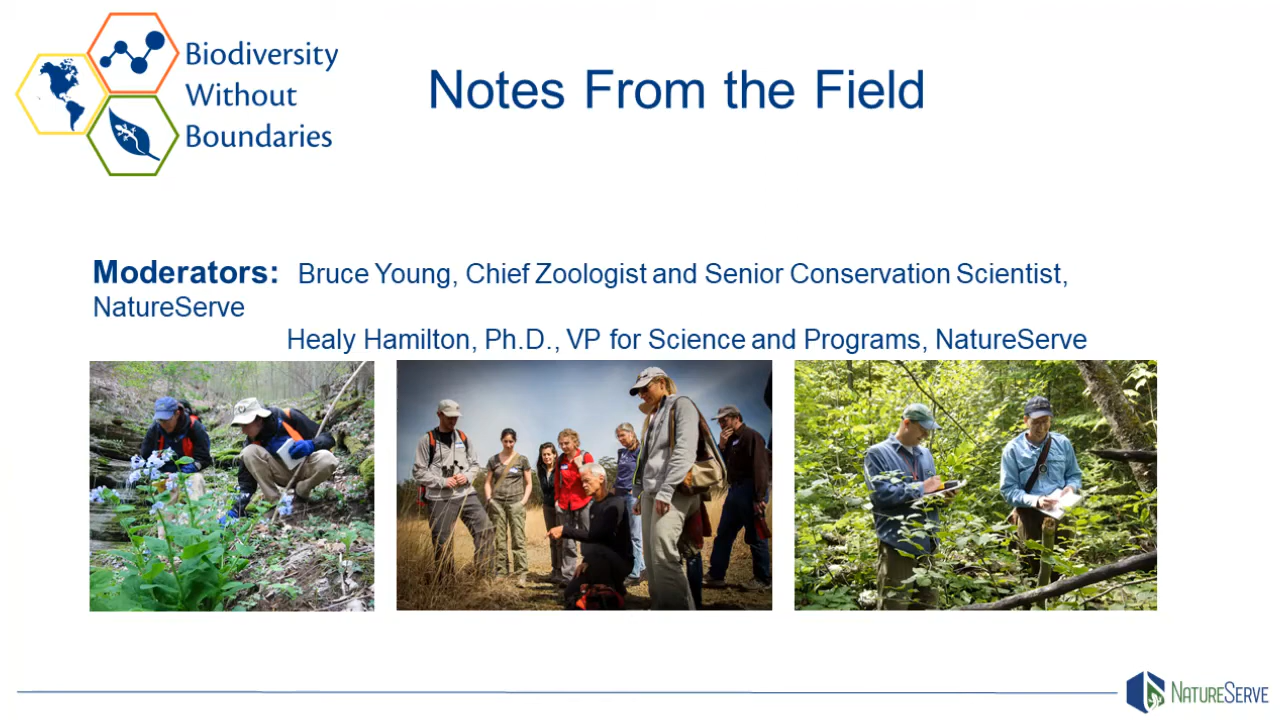 Biodiversity
Without
Boundaries
Notes From the Field
Moderators: Bruce Young, Chief Zoologist and Senior Conservation Scientist,
NatureServe
Healy Hamilton, Ph.D., VP for Science and Programs, NatureServe
NATURESERVE